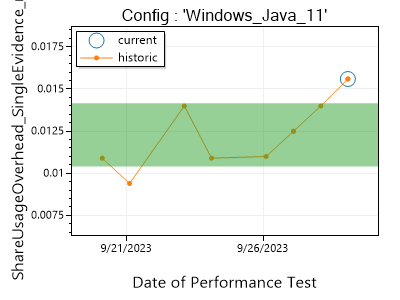 Config : 'Windows_Java_11'
ShareUsageOverhead_SingleEvidence_
current
historic
0.0175
0.015
0.0125
0.01
0.0075
9/21/2023
9/26/2023
Date of Performance Test